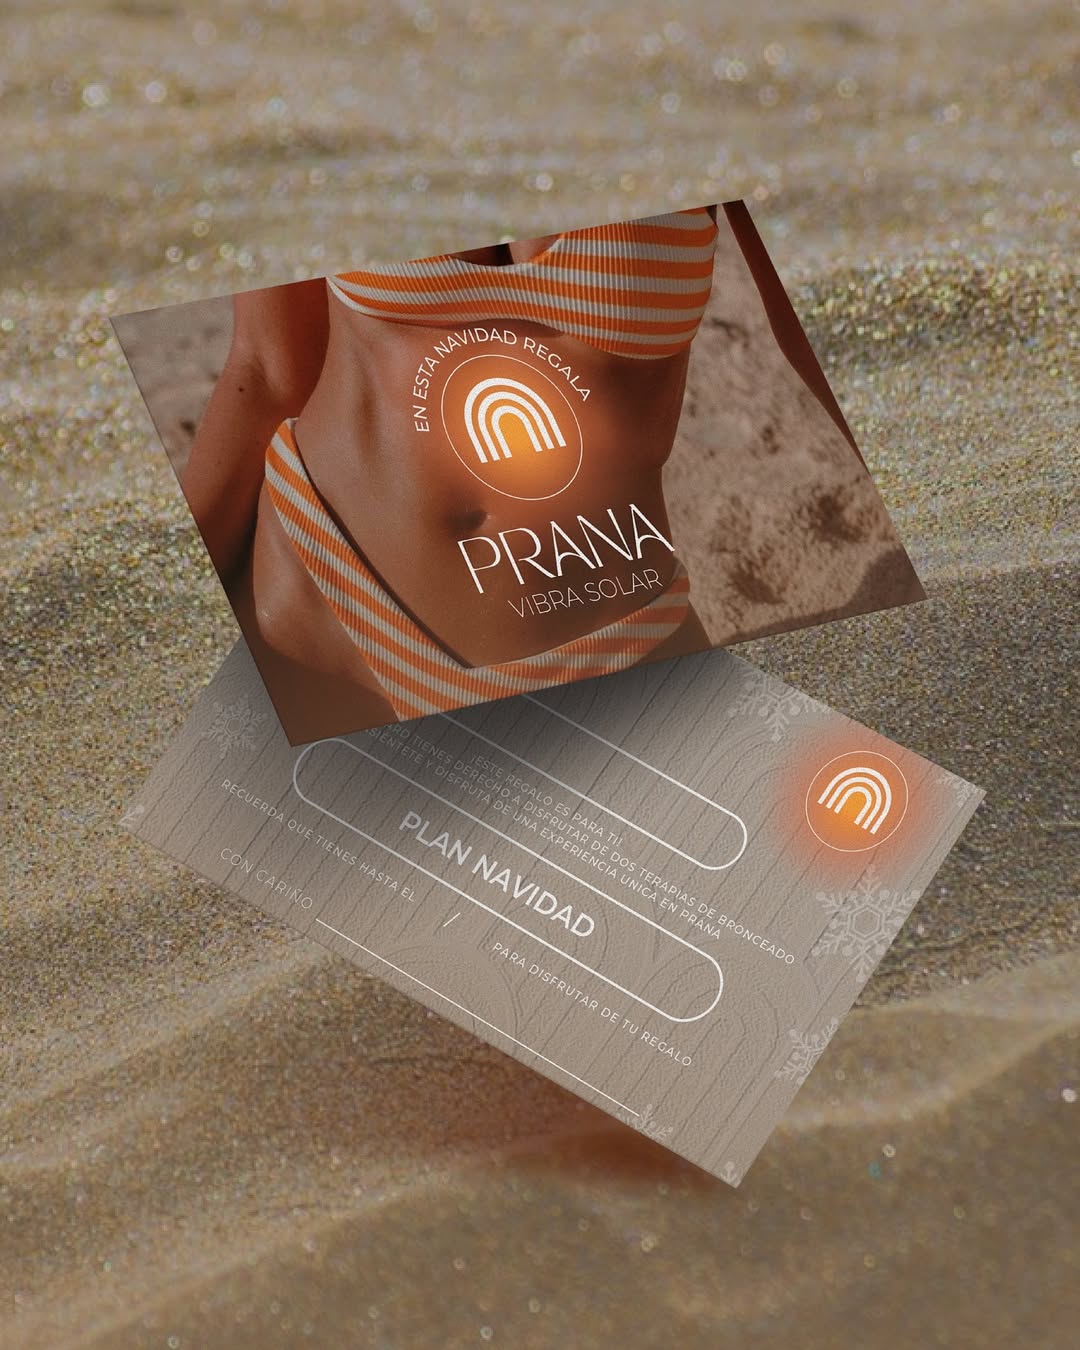 EN ESTA NAVIDAD REGALA
PRANA
VIBRA SOLAR
¡ESTE REGALO ES PARA TI!
TIENES DERECHO A DISFRUTAR DE DOS TERAPIAS DE BRONCEADO
Y DISFRUTA DE UNA EXPERIENCIA UNICA EN PRANA
PLAN NAVIDAD
RECUERDA QUE TIENES HASTA EL / PARA DISFRUTAR DE TU REGALO
CON CARIÑO